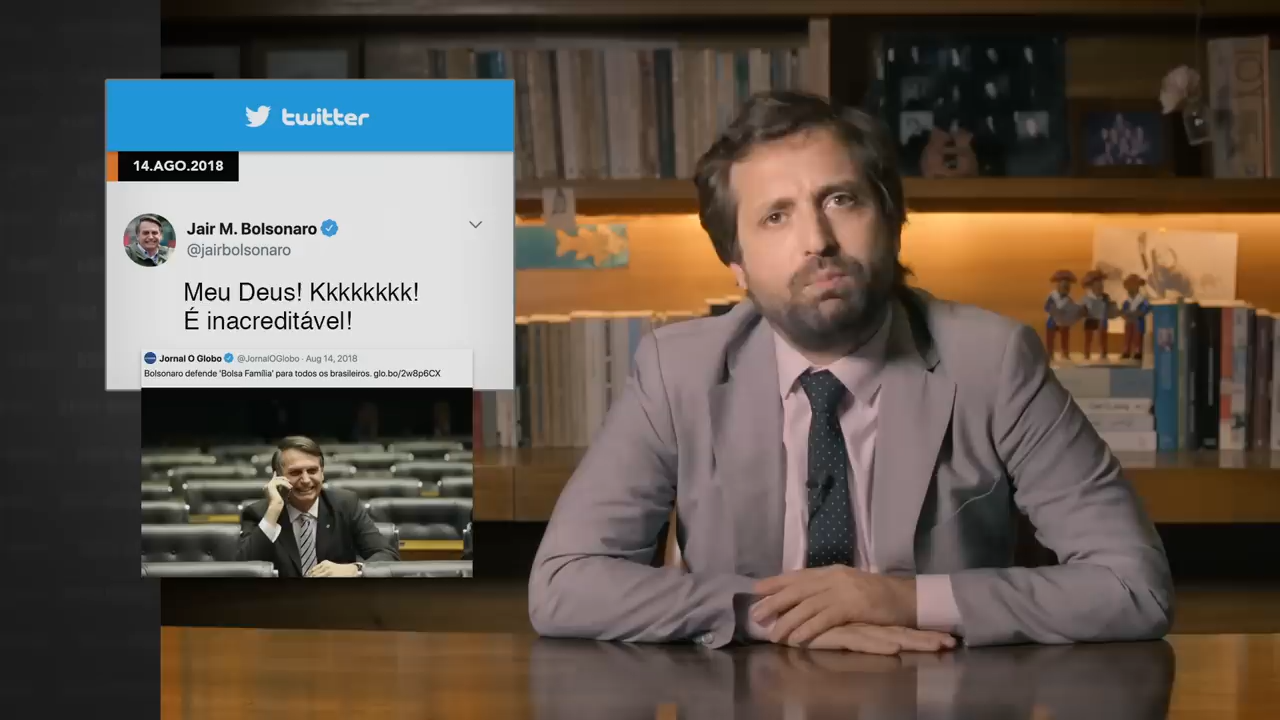 twitter
14.AGO.2018
Jair M. Bolsonaro
@jairbolsonaro
Meu Deus! Kkkkkkkk!
É inacreditável!
Jornal O Globo @JornalOGlobo · Aug 14, 2018
Bolsonaro defende 'Bolsa Família' para todos os brasileiros. glo.bo/2w8p6CX